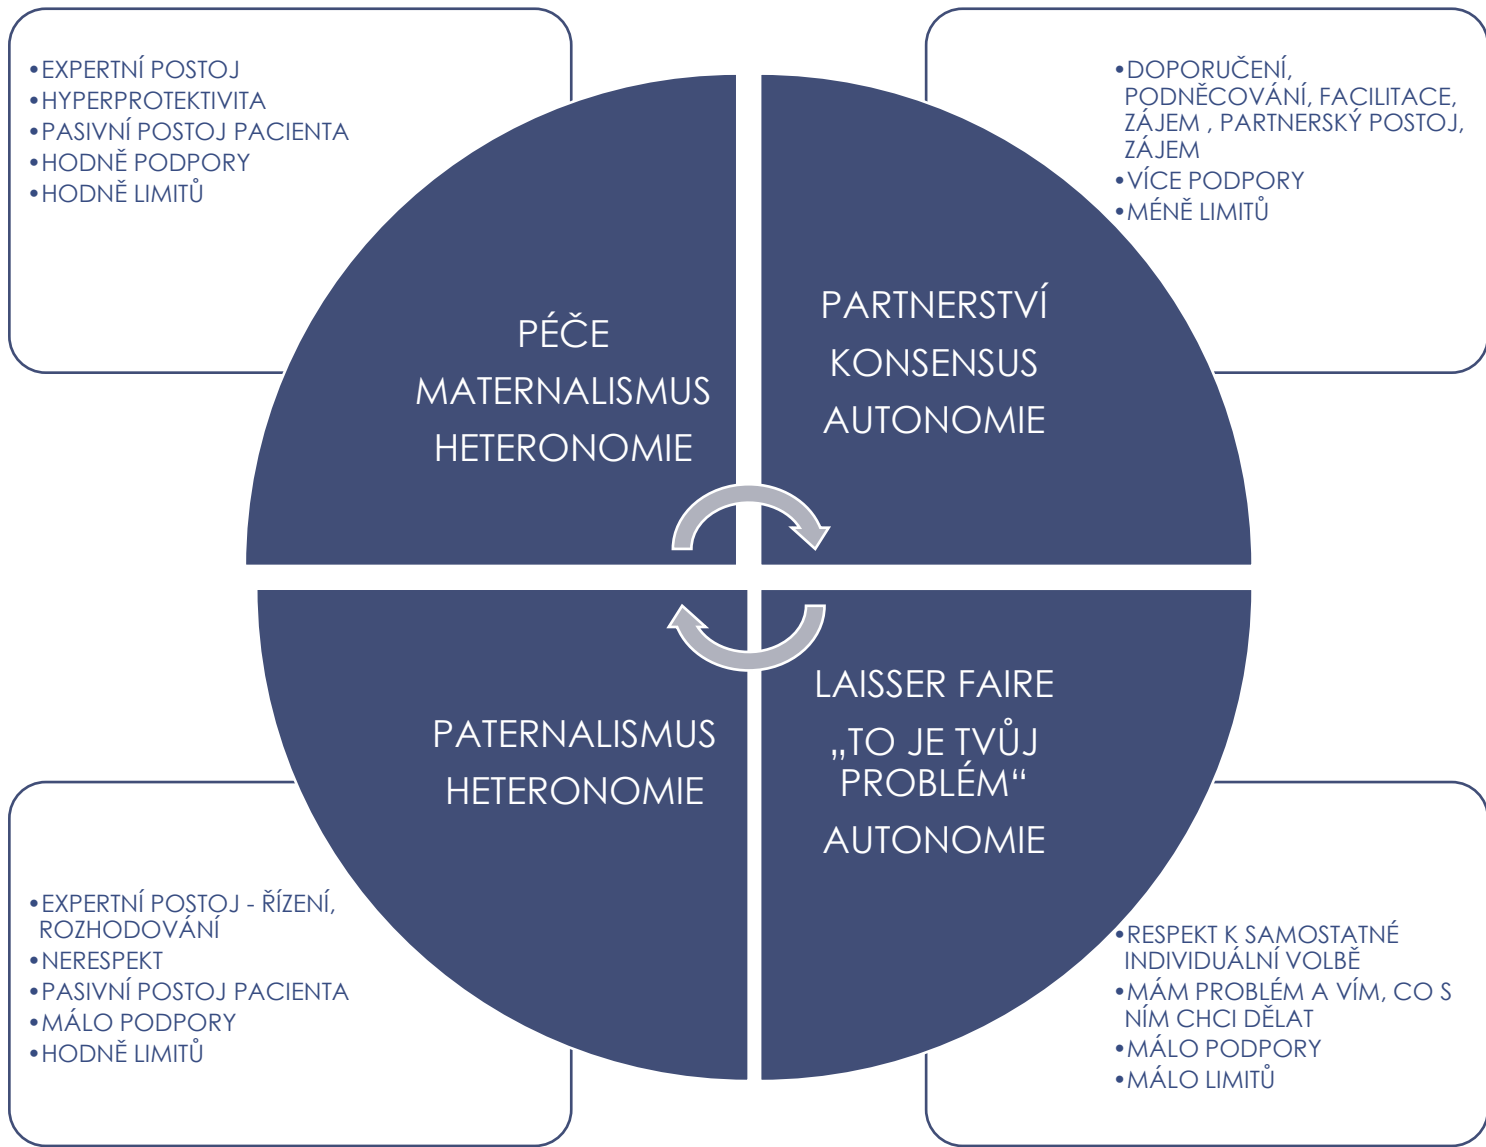 •EXPERTNÍ POSTOJ
•HYPERPROTEKTIVITA
•PASIVNÍ POSTOJ PACIENTA
•HODNĚ PODPORY
•HODNĚ LIMITŮ
•DOPORUČENÍ,
PODNĚCOVÁNÍ, FACILITACE,
ZÁJEM , PARTNERSKÝ POSTOJ,
ZÁJEM
•VÍCE PODPORY
•MÉNĚ LIMITŮ
PÉČE
MATERNALISMUS
HETERONOMIE
PARTNERSTVÍ
KONSENSUS
AUTONOMIE
PATERNALISMUS
HETERONOMIE
LAISSER FAIRE
„TO JE TVŮJ
PROBLÉM“
AUTONOMIE
•EXPERTNÍ POSTOJ - ŘÍZENÍ,
ROZHODOVÁNÍ
•NERESPEKT
•PASIVNÍ POSTOJ PACIENTA
•MÁLO PODPORY
•HODNĚ LIMITŮ
•RESPEKT K SAMOSTATNÉ
INDIVIDUÁLNÍ VOLBĚ
•MÁM PROBLÉM A VÍM, CO S
NÍM CHCI DĚLAT
•MÁLO PODPORY
•MÁLO LIMITŮ